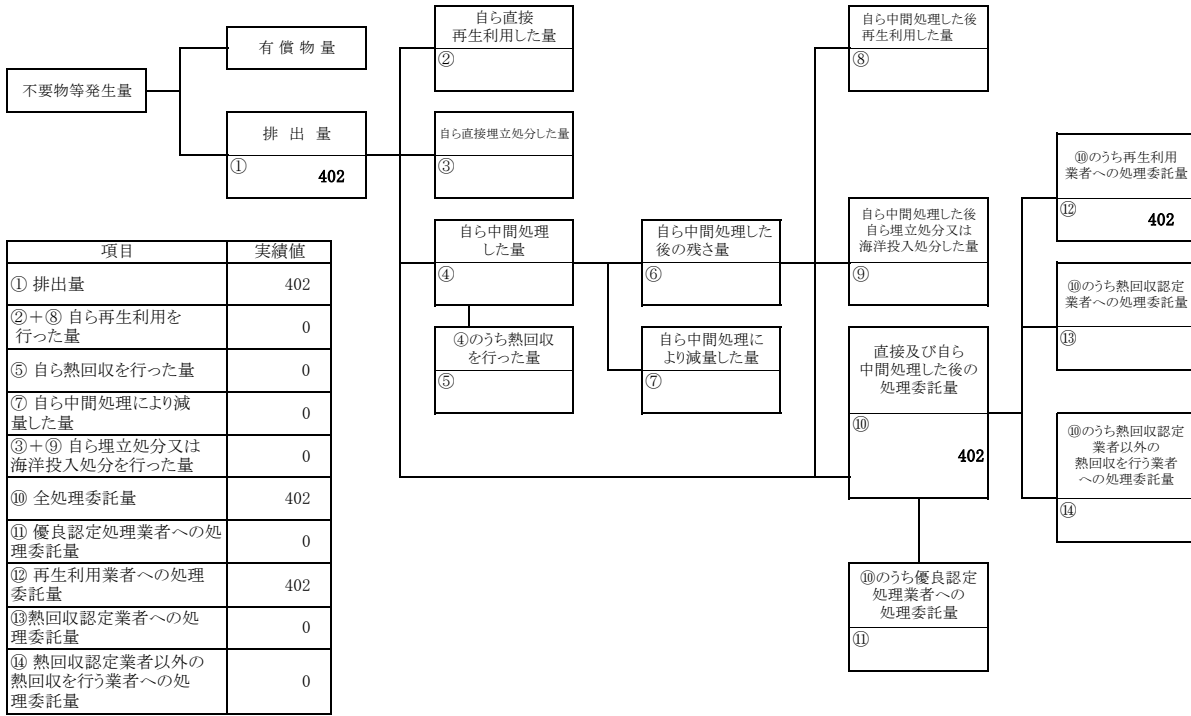 不要物等発生量
有 償 物 量
排 出 量
①
402
自ら直接
再生利用した量
②
自ら直接埋立処分した量
③
自ら中間処理
した量
④
④のうち熱回収
を行った量
⑤
自ら中間処理した
後の残さ量
⑥
自ら中間処理に
より減量した量
⑦
自ら中間処理した後
再生利用した量
⑧
自ら中間処理した後
自ら埋立処分又は
海洋投入処分した量
⑨
直接及び自ら
中間処理した後の
処理委託量
⑩
402
⑩のうち優良認定
処理業者への
処理委託量
⑪
⑩のうち再生利用
業者への処理委託量
⑫
402
⑩のうち熱回収認定
業者への処理委託量
⑬
⑩のうち熱回収認定
業者以外の
熱回収を行う業者
への処理委託量
⑭
項目 実績値
① 排出量 402
②+⑧ 自ら再生利用を
行った量 0
⑤ 自ら熱回収を行った量 0
⑦ 自ら中間処理により減
量した量 0
③+⑨ 自ら埋立処分又は
海洋投入処分を行った量 0
⑩ 全処理委託量 402
⑪ 優良認定処理業者への処
理委託量 0
⑫ 再生利用業者への処理
委託量 402
⑬熱回収認定業者への処
理委託量 0
⑭ 熱回収認定業者以外の
熱回収を行う業者への処
理委託量 0